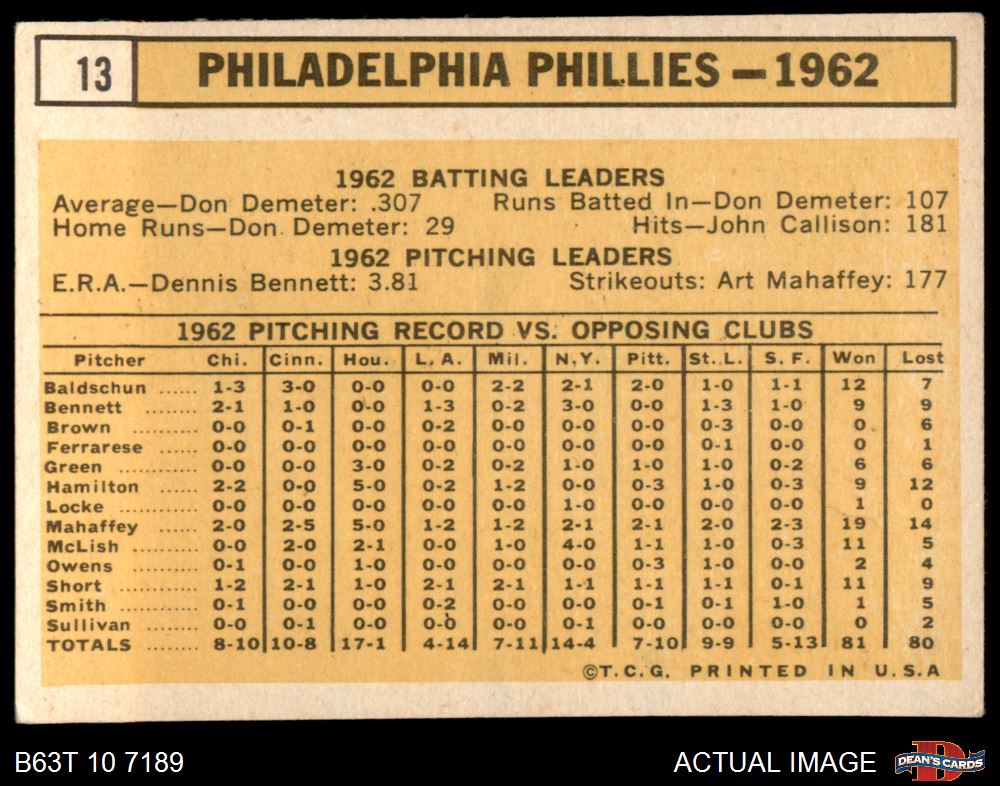 13 PHILADELPHIA PHILLIES — 1962
1962 BATTING LEADERS
Average—Don Demeter: .307 Runs Batted In—Don Demeter: 107
Home Runs—Don Demeter: 29 Hits—John Callison: 181
1962 PITCHING LEADERS
E.R.A.—Dennis Bennett: 3.81 Strikeouts: Art Mahaffey: 177
1962 PITCHING RECORD VS. OPPOSING CLUBS
Pitcher Chi. Cinn. Hou. L. A. Mil. N.Y. Pitt. St. L. S. F. Won Lost
Baldschun ...... 1-3 3-0 0-0 0-0 2-2 2-1 2-0 1-0 1-1 12 7
Bennett ........ 2-1 1-0 0-0 1-3 0-2 3-0 0-0 1-3 1-0 9 9
Brown .......... 0-0 0-1 0-0 0-2 0-0 0-0 0-0 0-3 0-0 0 6
Ferrarese ...... 0-0 0-0 0-0 0-0 0-0 0-0 0-0 0-1 0-0 0 1
Green .......... 0-0 0-0 3-0 0-2 0-2 1-0 1-0 1-0 0-2 6 6
Hamilton ...... 2-2 0-0 5-0 0-2 1-2 0-0 0-3 1-0 0-3 9 12
Locke .......... 0-0 0-0 0-0 0-0 0-0 1-0 0-0 0-0 0-0 1 0
Mahaffey ...... 2-0 2-5 5-0 1-2 1-2 2-1 2-1 2-0 2-3 19 14
McLish .......... 0-0 2-0 2-1 0-0 1-0 4-0 1-1 1-0 0-3 11 5
Owens .......... 0-1 0-0 1-0 0-0 0-0 0-0 0-3 1-0 0-0 2 4
Short ............ 1-2 2-1 1-0 2-1 2-1 1-1 1-1 1-1 0-1 11 9
Smith ............ 0-1 0-0 0-0 0-2 0-0 0-0 0-1 0-1 1-0 1 5
Sullivan ........ 0-0 0-1 0-0 0-0 0-0 0-1 0-0 0-0 0-0 0 2
TOTALS ........ 8-10 10-8 17-1 4-14 7-11 14-4 7-10 9-9 5-13 81 80
©T.C.G. PRINTED IN U.S.A
B63T 10 7189 ACTUAL IMAGE DEAN'S CARDS